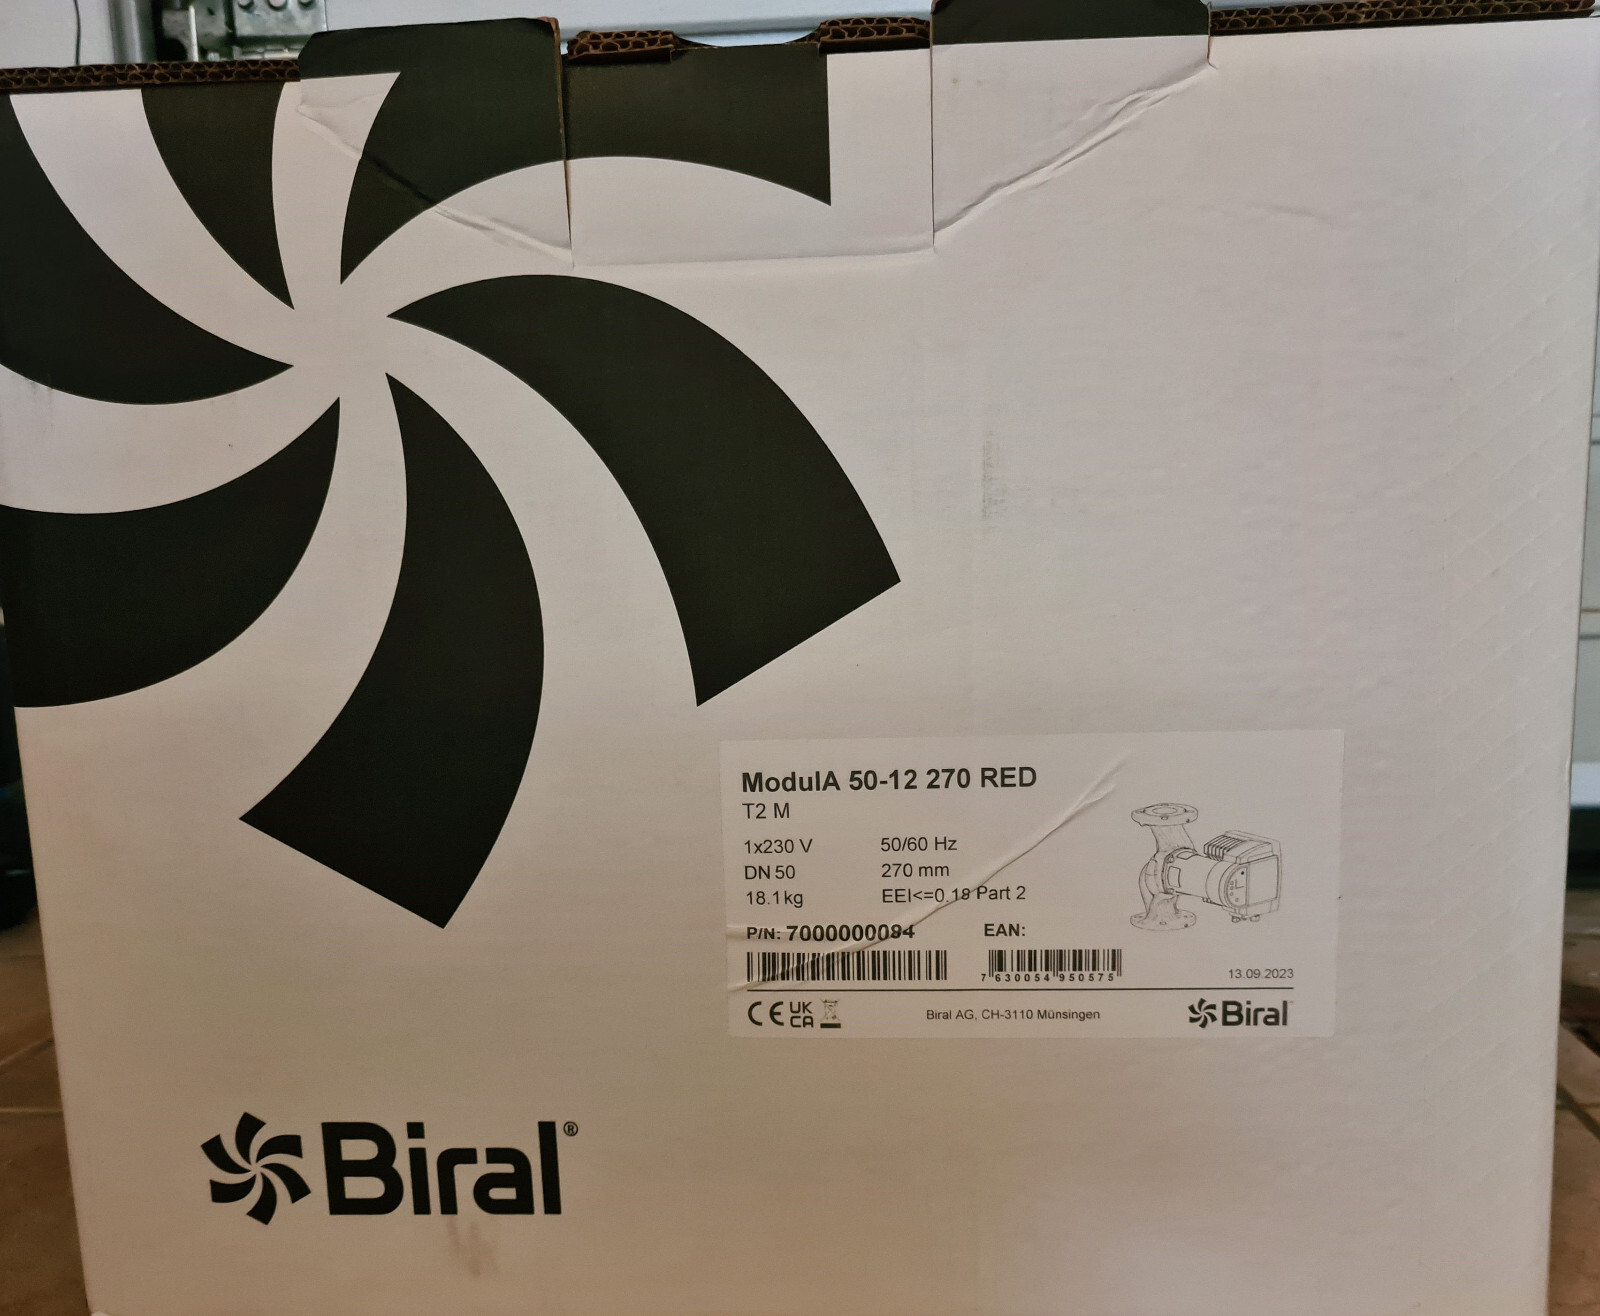 ModulA 50-12 270 RED
T2 M
1x230 V 50/60 Hz
DN 50 270 mm
18.1kg EEI<=0.18 Part 2
P/N: 7000000084 EAN:
7 630054 950575
13.09.2023
CE UK CA Biral AG, CH-3110 Münsingen Biral
Biral®